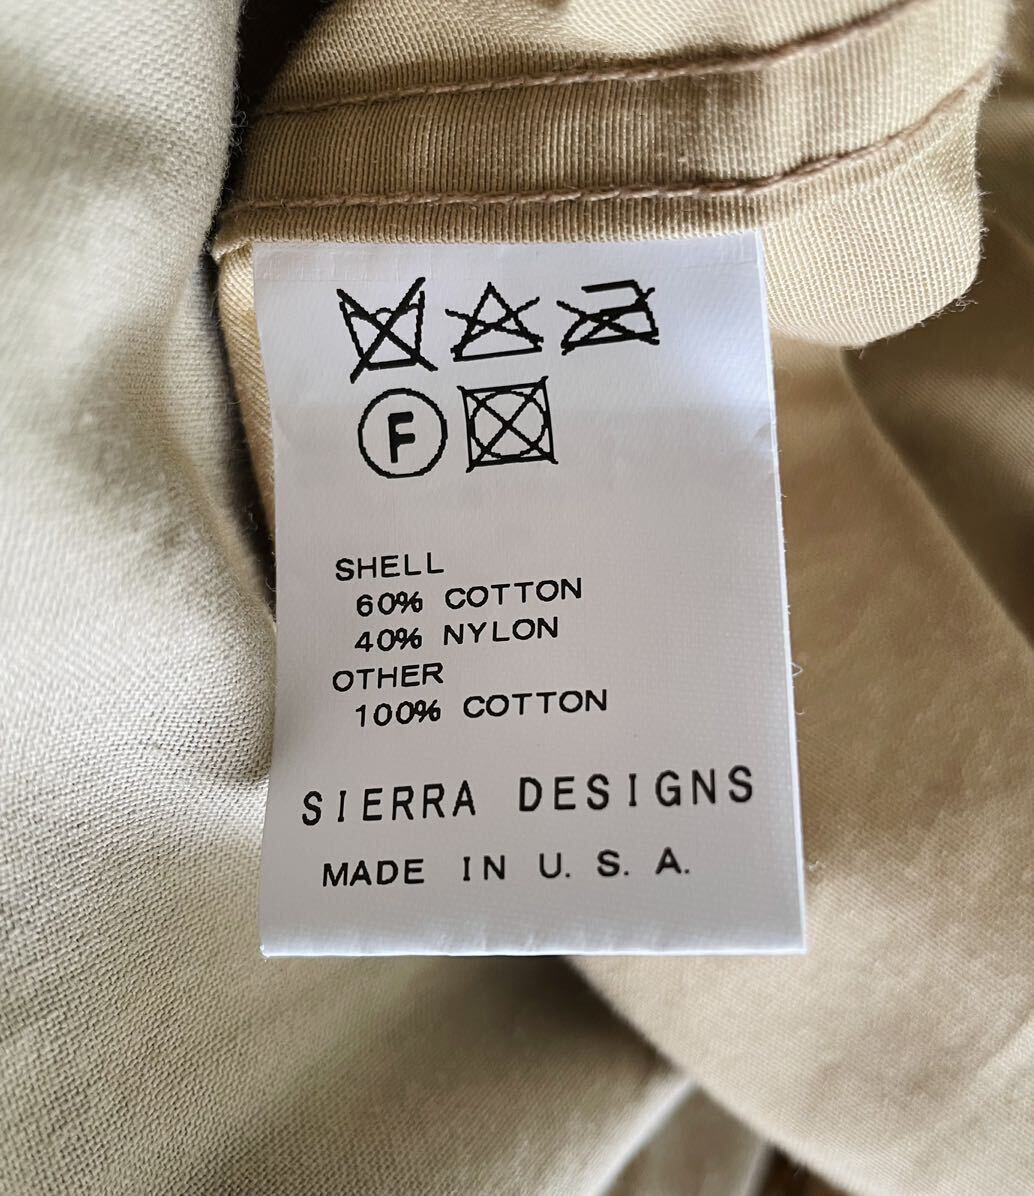 F
SHELL
60% COTTON
40% NYLON
OTHER
100% COTTON
SIERRA DESIGNS
MADE IN U. S. A.